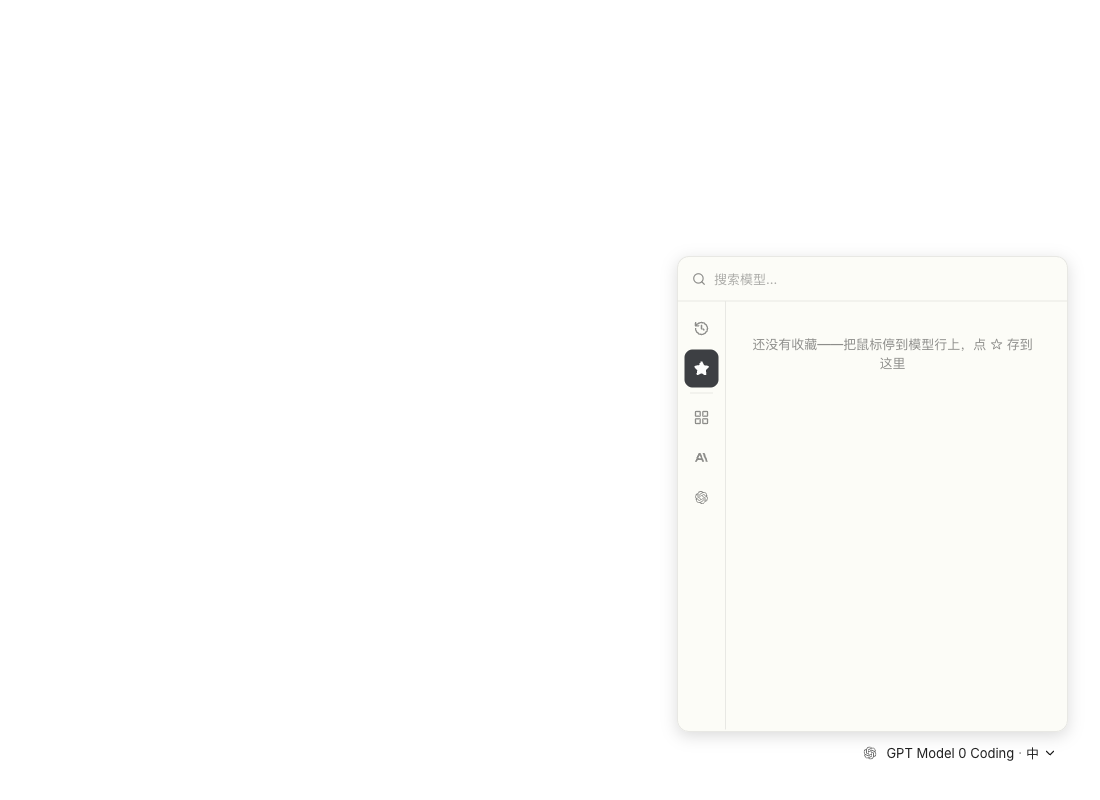 搜索模型...
还没有收藏——把鼠标停到模型行上，点 ☆ 存到
这里
GPT Model 0 Coding · 中